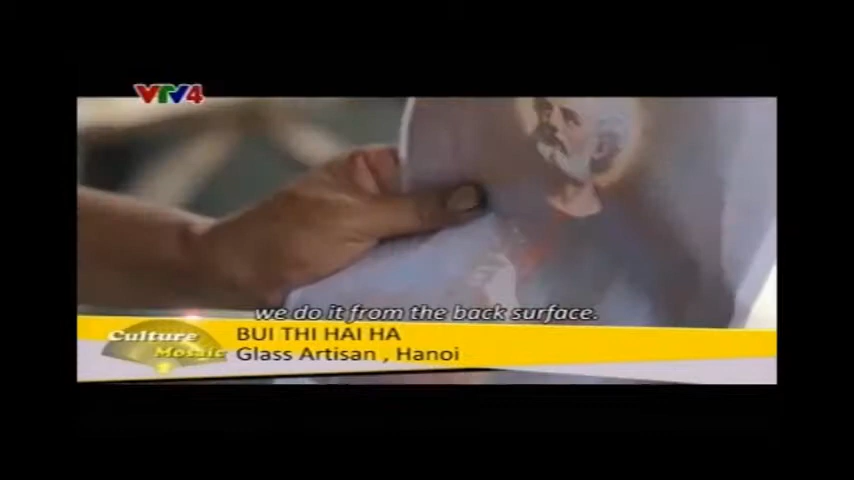 VTV4
we do it from the back surface.
Culture
Mosaic
BUI THI HAI HA
Glass Artisan , Hanoi